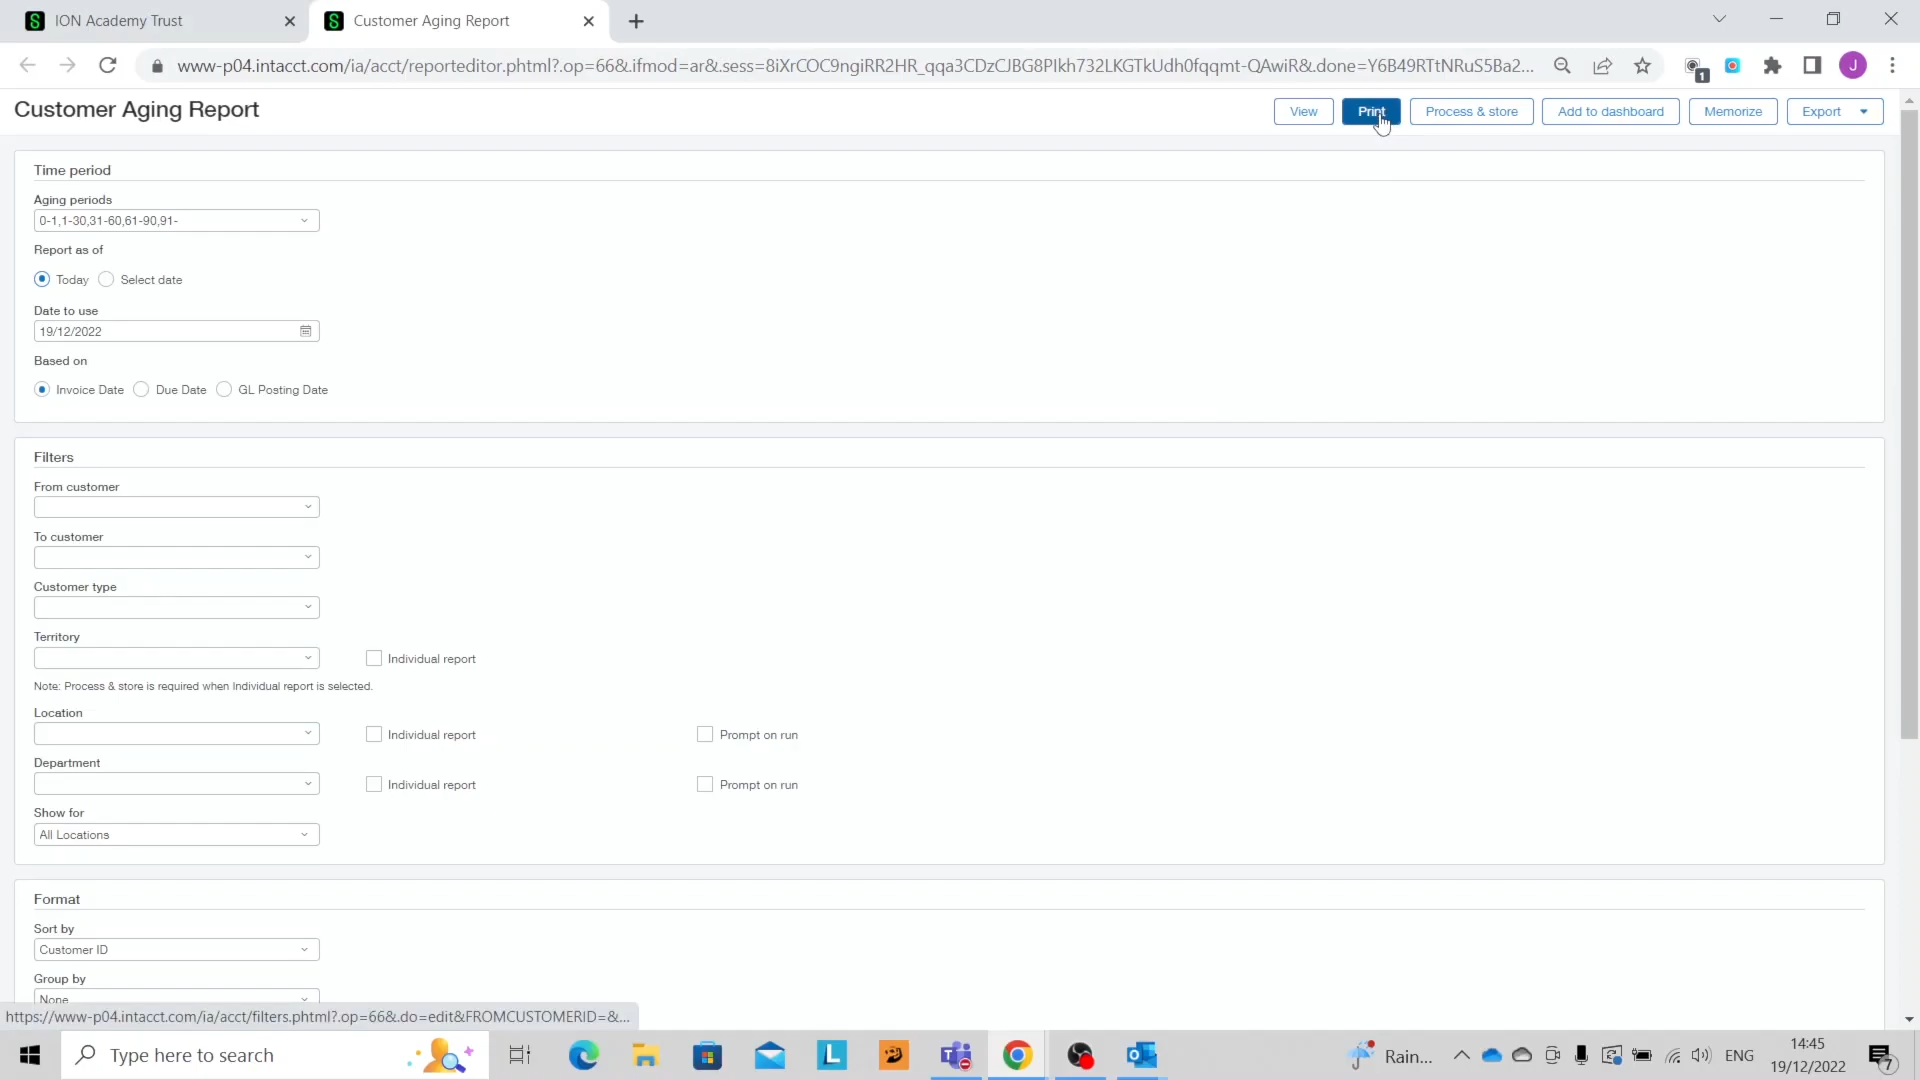 ION Academy Trust
Customer Aging Report
www-p04.intacct.com/ia/acct/reporteditor.phtml?.op=66&.ifmod=ar&.sess=8iXrCOC9ngiRR2HR_qqa3CDzCJBG8PIkh732LKGTkUdh0fqqmt-QAwiR&.done=Y6B49RTtNRuS5Ba2...
1
J
Customer Aging Report
View
Print
Process & store
Add to dashboard
Memorize
Export
Time period
Aging periods
0-1,1-30,31-60,61-90,91-
Report as of
Today
Select date
Date to use
19/12/2022
Based on
Invoice Date
Due Date
GL Posting Date
Filters
From customer
To customer
Customer type
Territory
Individual report
Note: Process & store is required when Individual report is selected.
Location
Individual report
Prompt on run
Department
Individual report
Prompt on run
Show for
All Locations
Format
Sort by
Customer ID
Group by
None
https://www-p04.intacct.com/ia/acct/filters.phtml?.op=66&.do=edit&FROMCUSTOMERID=&...
Type here to search
L
Rain...
ENG
14:45
19/12/2022
7